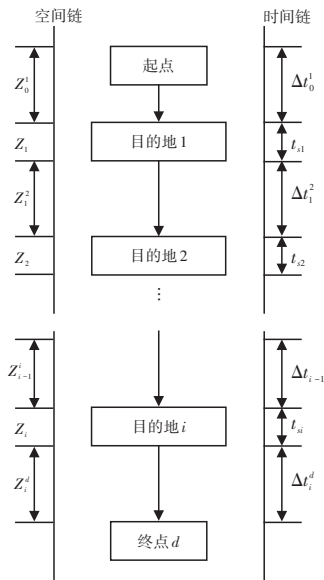 空间链 时间链
起点
Z_0^1 Δt_0^1
Z_1 目的地1 t_{s1}
Z_1^2 Δt_1^2
Z_2 目的地2 t_{s2}
⋮
Z_{i-1}^i Δt_{i-1}
Z_i 目的地i t_{si}
Z_i^d Δt_i^d
终点d